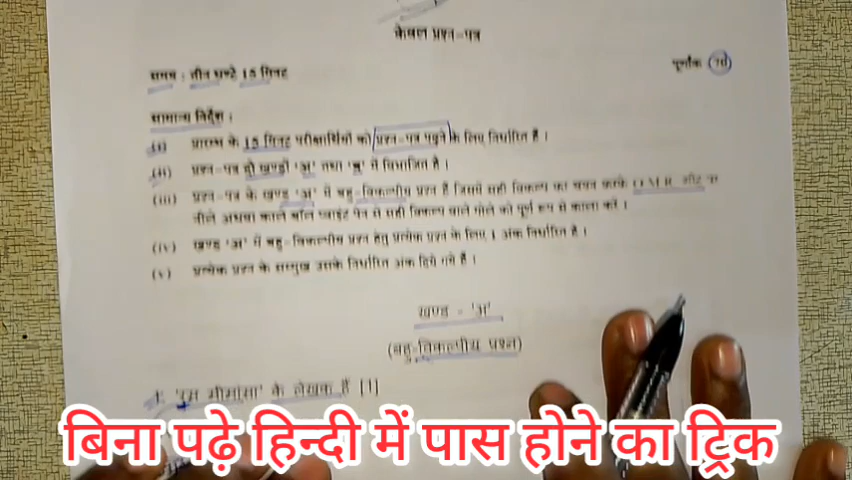 केवल प्रश्न-पत्र
समय : तीन घण्टे 15 मिनट
पूर्णांक 70
सामान्य निर्देश :
(i) प्रारम्भ के 15 मिनट परीक्षार्थियों को प्रश्न-पत्र पढ़ने के लिए निर्धारित हैं ।
(ii) प्रश्न-पत्र दो खण्डों 'अ' तथा 'ब' में विभाजित है ।
(iii) प्रश्न-पत्र के खण्ड 'अ' में बहु-विकल्पीय प्रश्न हैं जिसमें सही विकल्प का चयन करके O.M.R. शीट पर
नीले अथवा काले बॉल प्वाइंट पेन से सही विकल्प वाले गोले को पूर्ण रूप से काला करें ।
(iv) खण्ड 'अ' में बहु-विकल्पीय प्रश्न हेतु प्रत्येक प्रश्न के लिए 1 अंक निर्धारित है ।
(v) प्रत्येक प्रश्न के सम्मुख उसके निर्धारित अंक दिये गये हैं ।
खण्ड - 'अ'
(बहु-विकल्पीय प्रश्न)
1. 'रस मीमांसा' के लेखक हैं [1]
बिना पढ़े हिन्दी में पास होने का ट्रिक